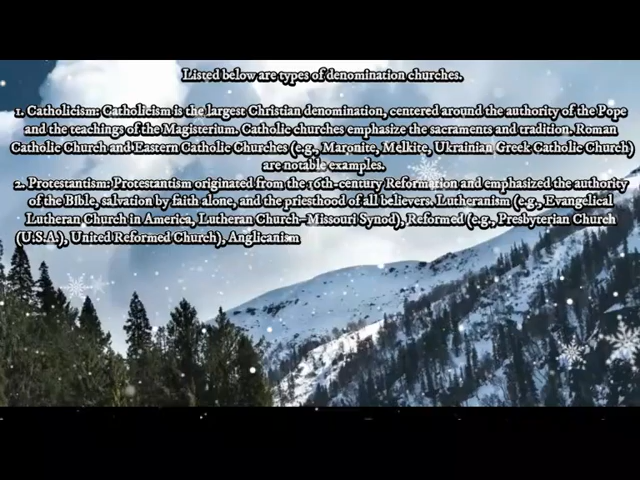 Listed below are types of denomination churches.
1. Catholicism: Catholicism is the largest Christian denomination, centered around the authority of the Pope
and the teachings of the Magisterium. Catholic churches emphasize the sacraments and tradition. Roman
Catholic Church and Eastern Catholic Churches (e.g., Maronite, Melkite, Ukrainian Greek Catholic Church)
are notable examples.
2. Protestantism: Protestantism originated from the 16th-century Reformation and emphasized the authority
of the Bible, salvation by faith alone, and the priesthood of all believers. Lutheranism (e.g., Evangelical
Lutheran Church in America, Lutheran Church–Missouri Synod), Reformed (e.g., Presbyterian Church
(U.S.A.), United Reformed Church), Anglicanism